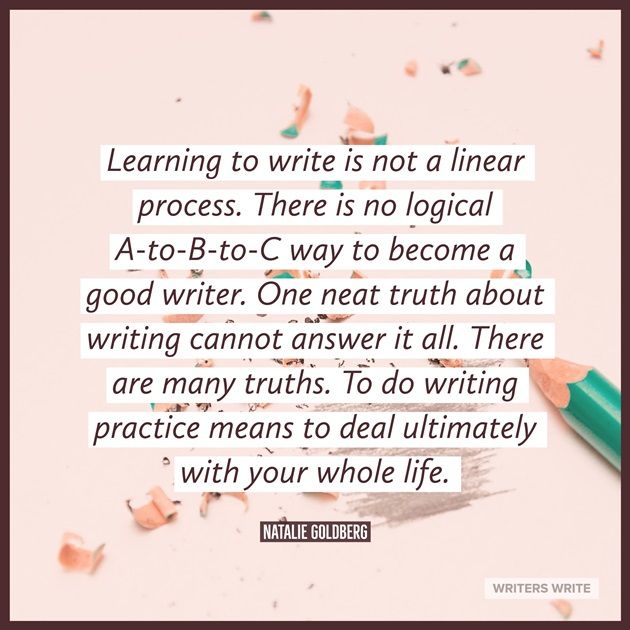 Learning to write is not a linear
process. There is no logical
A-to-B-to-C way to become a
good writer. One neat truth about
writing cannot answer it all. There
are many truths. To do writing
practice means to deal ultimately
with your whole life.
NATALIE GOLDBERG
WRITERS WRITE